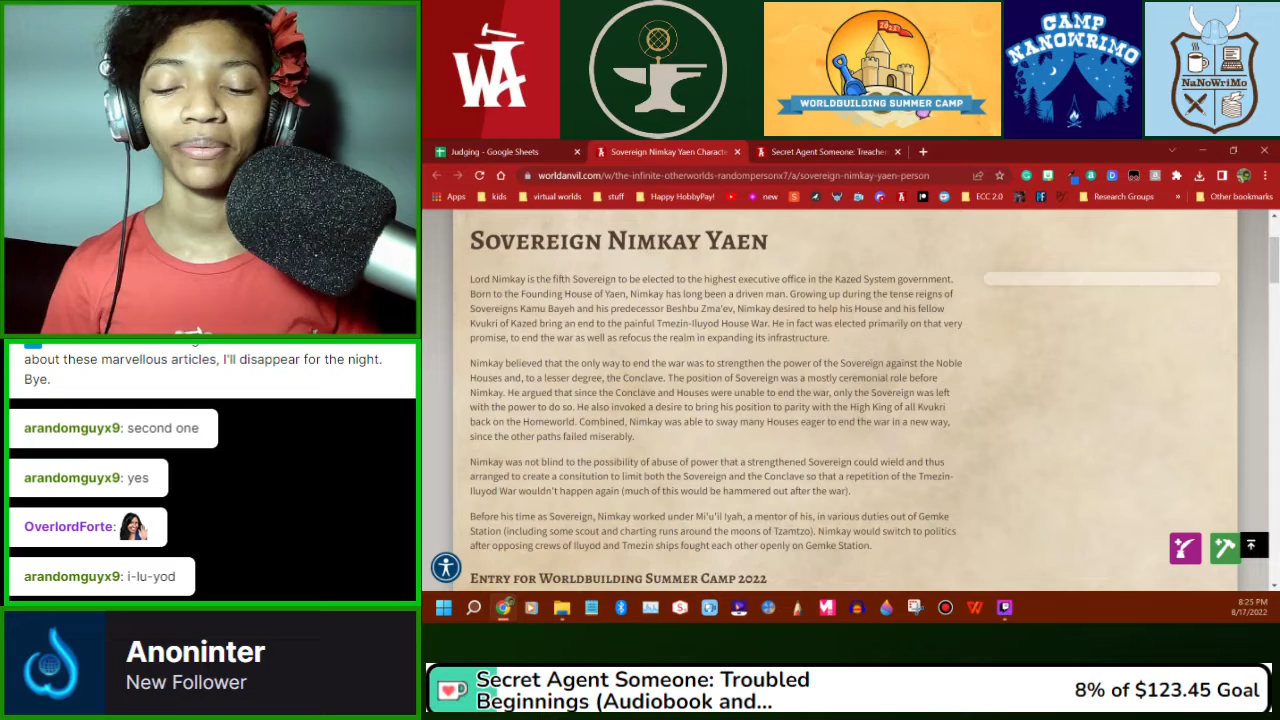 WA
2022
WORLDBUILDING SUMMER CAMP
CAMP
NANOWRIMO
NaNoWriMo
Judging - Google Sheets
Sovereign Nimkay Yaen Characte
Secret Agent Someone: Treacher
worldanvil.com/w/the-infinite-otherworlds-randompersonx7/a/sovereign-nimkay-yaen-person
Apps
kids
virtual worlds
stuff
Happy HobbyPay!
new
ECC 2.0
Research Groups
»
Other bookmarks
Sovereign Nimkay Yaen
Lord Nimkay is the fifth Sovereign to be elected to the highest executive office in the Kazed System government.
Born to the Founding House of Yaen, Nimkay has long been a driven man. Growing up during the tense reigns of
Sovereigns Kamu Bayeh and his predecessor Beshbu Zma'ev, Nimkay desired to help his House and his fellow
Kvukri of Kazed bring an end to the painful Tmezin-Iluyod House War. He in fact was elected primarily on that very
promise, to end the war as well as refocus the realm in expanding its infrastructure.
Nimkay believed that the only way to end the war was to strengthen the power of the Sovereign against the Noble
Houses and, to a lesser degree, the Conclave. The position of Sovereign was a mostly ceremonial role before
Nimkay. He argued that since the Conclave and Houses were unable to end the war, only the Sovereign was left
with the power to do so. He also invoked a desire to bring his position to parity with the High King of all Kvukri
back on the Homeworld. Combined, Nimkay was able to sway many Houses eager to end the war in a new way,
since the other paths failed miserably.
Nimkay was not blind to the possibility of abuse of power that a strengthened Sovereign could wield and thus
arranged to create a consitution to limit both the Sovereign and the Conclave so that a repetition of the Tmezin-
Iluyod War wouldn't happen again (much of this would be hammered out after the war).
Before his time as Sovereign, Nimkay worked under Mi'u'il Iyah, a mentor of his, in various duties out of Gemke
Station (including some scout and charting runs around the moons of Tzamtzo). Nimkay would switch to politics
after opposing crews of Iluyod and Tmezin ships fought each other openly on Gemke Station.
Entry for Worldbuilding Summer Camp 2022
8:25 PM
8/17/2022
about these marvellous articles, I'll disappear for the night.
Bye.
arandomguyx9: second one
arandomguyx9: yes
OverlordForte:
arandomguyx9: i-lu-yod
Anoninter
New Follower
Secret Agent Someone: Troubled
Beginnings (Audiobook and...
8% of $123.45 Goal